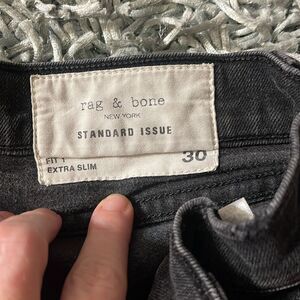 rag & bone
NEW YORK
STANDARD ISSUE
FIT 1
EXTRA SLIM
30